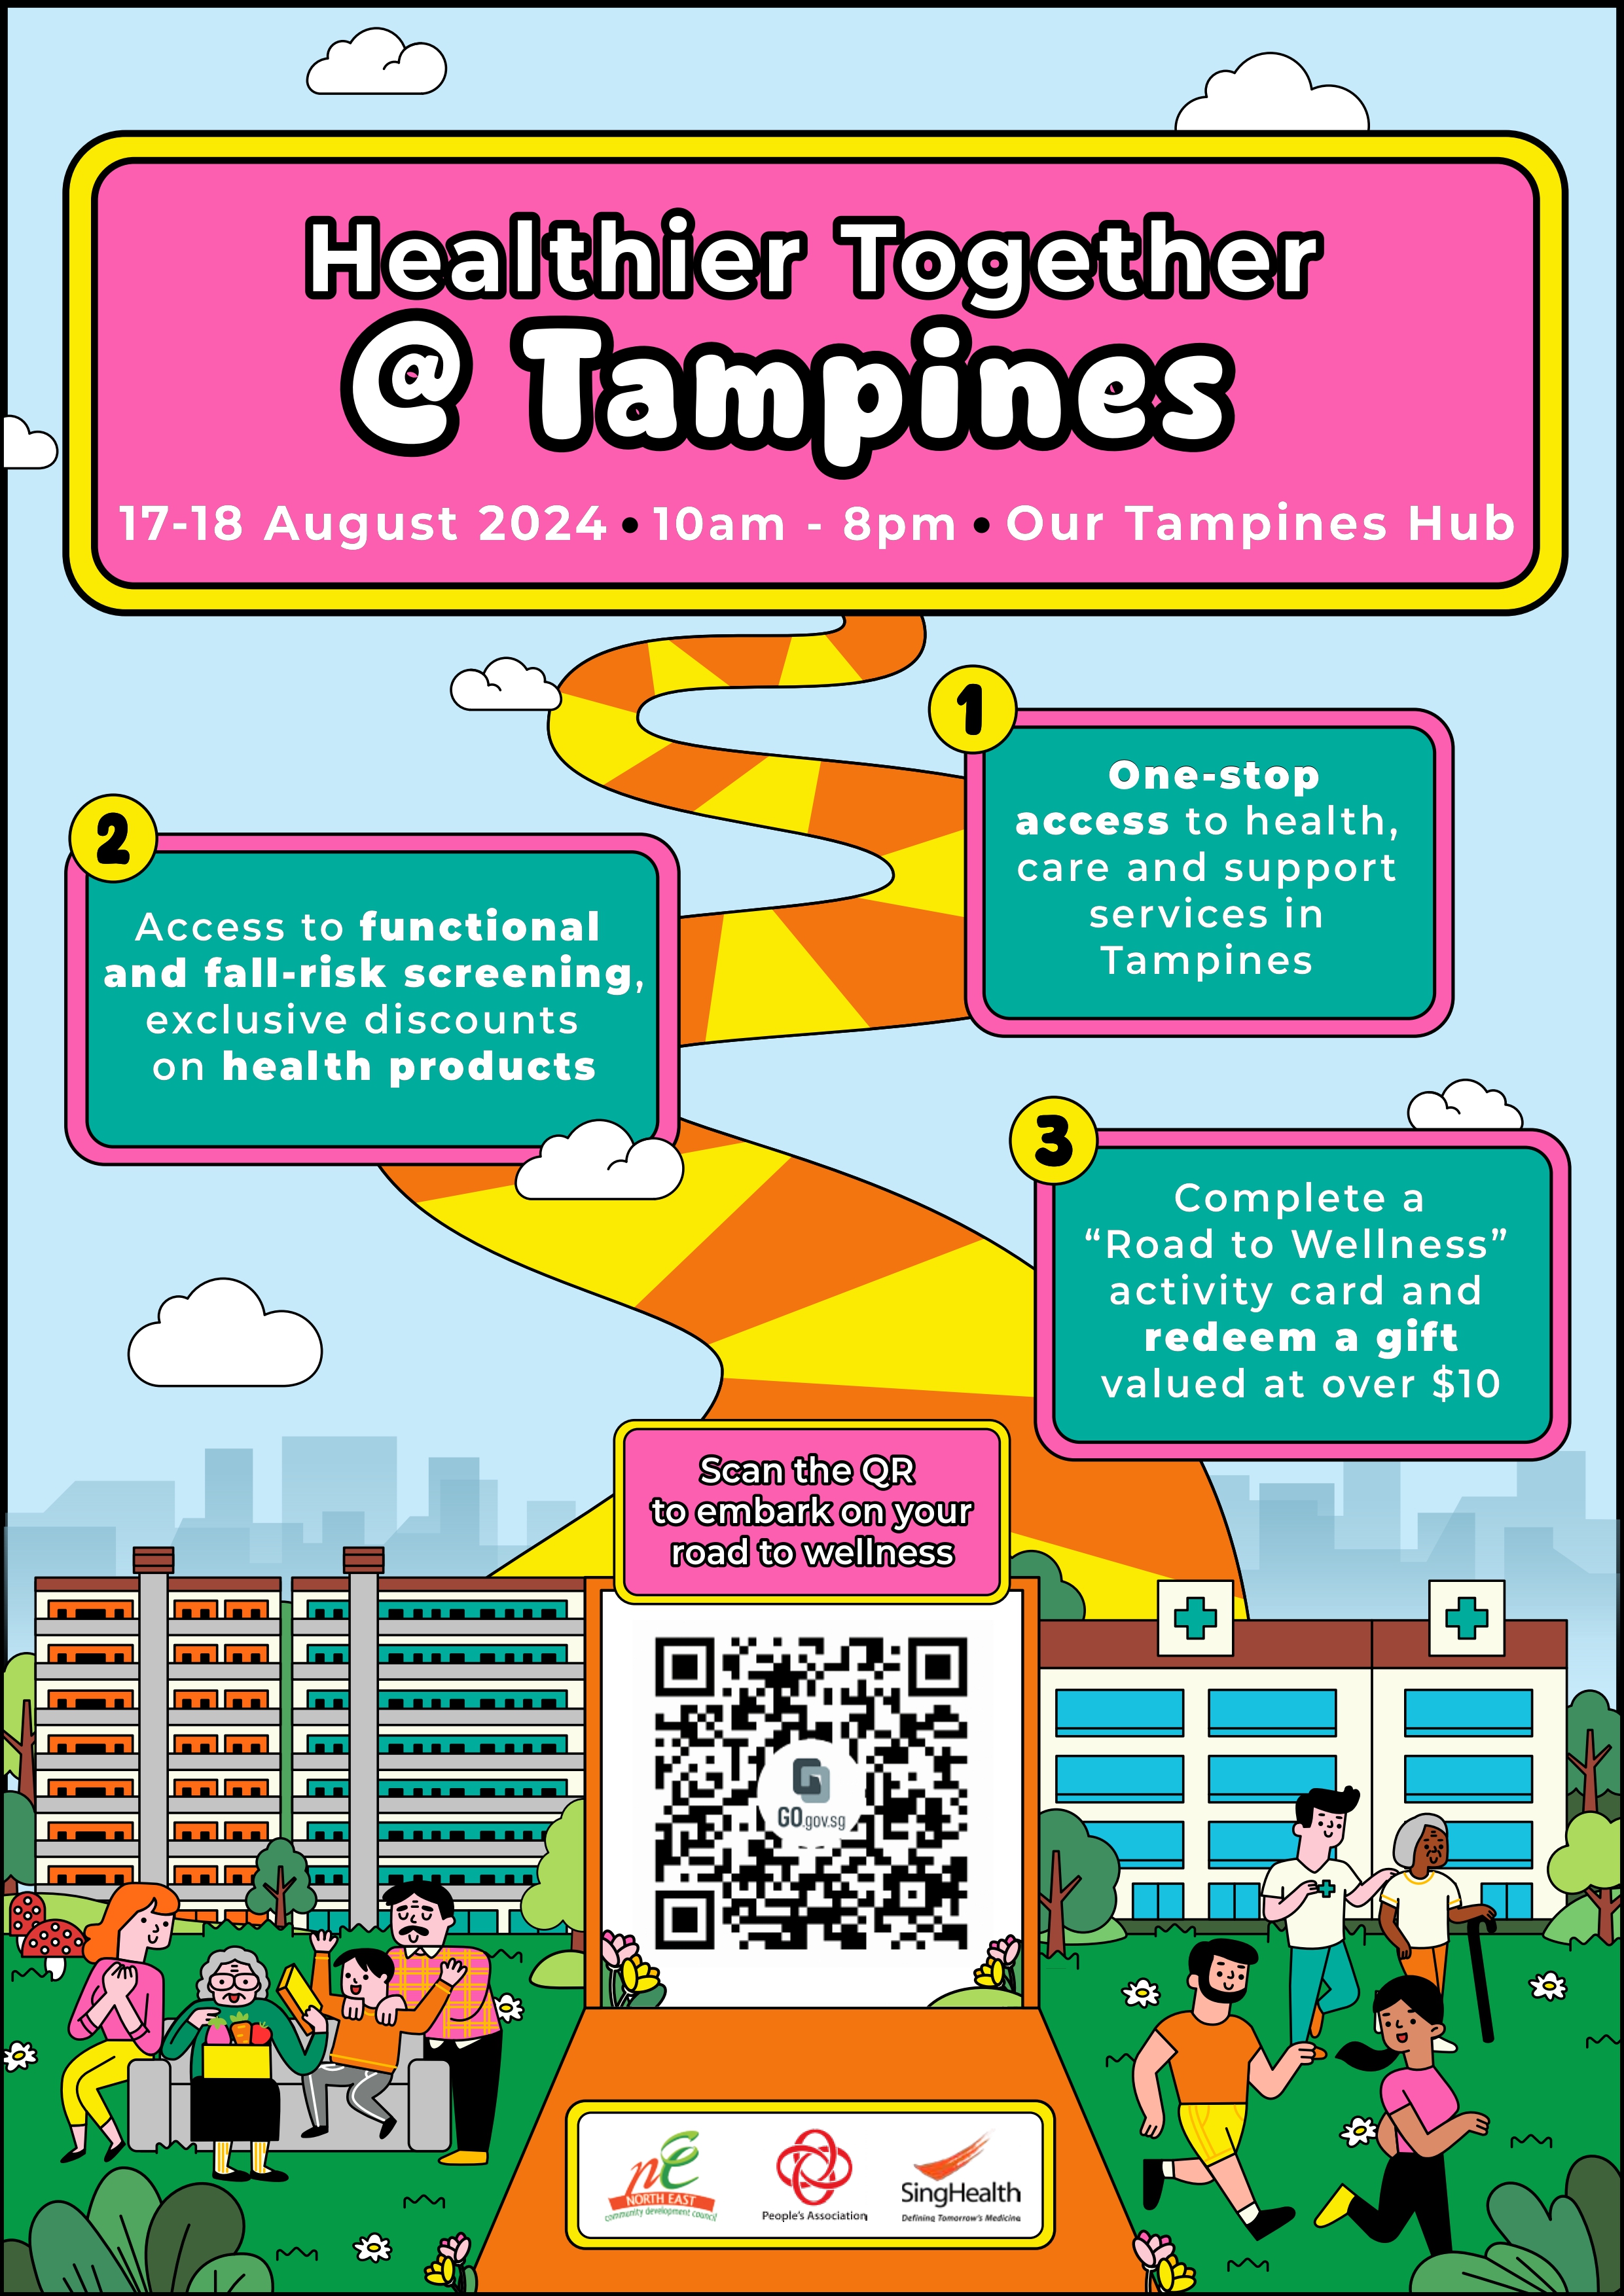 Healthier Together
@ Tampines
17-18 August 2024 • 10am - 8pm • Our Tampines Hub
1
One-stop
access to health,
care and support
services in
Tampines
2
Access to functional
and fall-risk screening,
exclusive discounts
on health products
3
Complete a
“Road to Wellness”
activity card and
redeem a gift
valued at over $10
Scan the QR
to embark on your
road to wellness
GO.gov.sg
ne
NORTH EAST
community development council
People's Association
SingHealth
Defining Tomorrow's Medicine